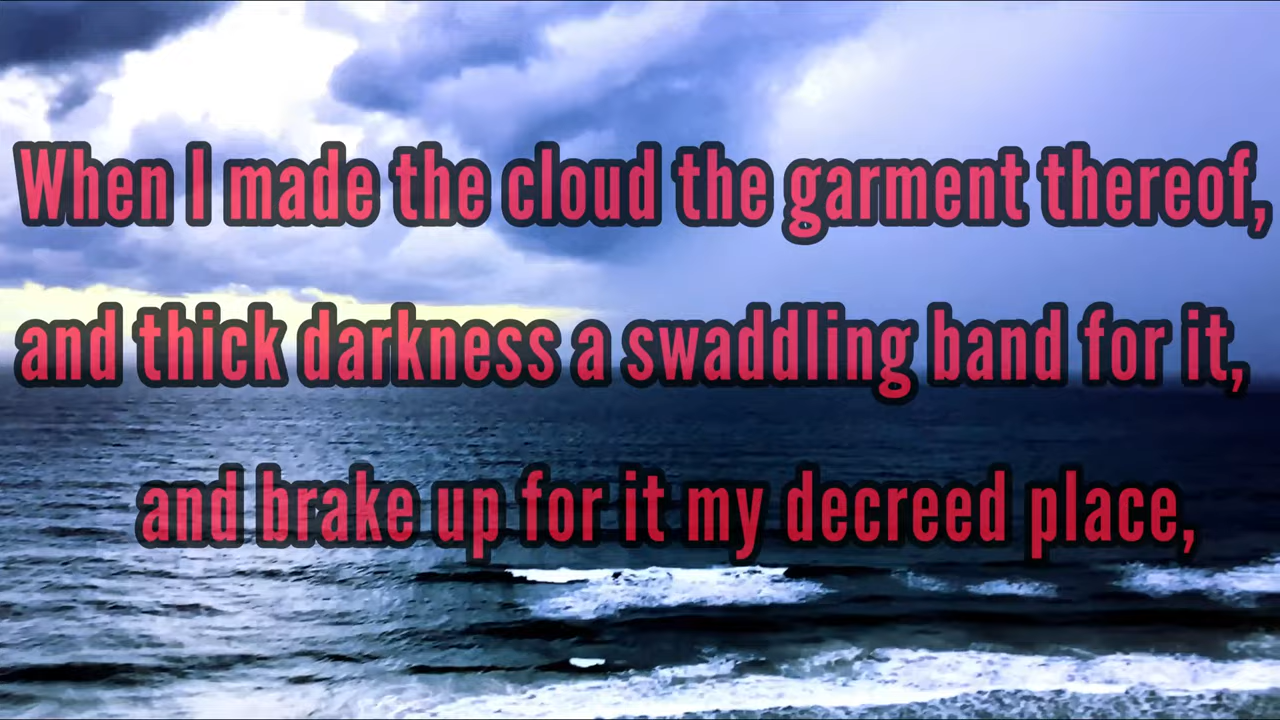 When I made the cloud the garment thereof,
and thick darkness a swaddling band for it,
and brake up for it my decreed place,